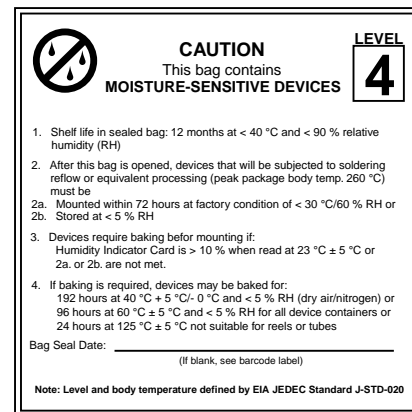 LEVEL
4
CAUTION
This bag contains
MOISTURE-SENSITIVE DEVICES
1. Shelf life in sealed bag: 12 months at < 40 °C and < 90 % relative
humidity (RH)
2. After this bag is opened, devices that will be subjected to soldering
reflow or equivalent processing (peak package body temp. 260 °C)
must be
2a. Mounted within 72 hours at factory condition of < 30 °C/60 % RH or
2b. Stored at < 5 % RH
3. Devices require baking befor mounting if:
Humidity Indicator Card is > 10 % when read at 23 °C ± 5 °C or
2a. or 2b. are not met.
4. If baking is required, devices may be baked for:
192 hours at 40 °C + 5 °C/- 0 °C and < 5 % RH (dry air/nitrogen) or
96 hours at 60 °C ± 5 °C and < 5 % RH for all device containers or
24 hours at 125 °C ± 5 °C not suitable for reels or tubes
Bag Seal Date:
(If blank, see barcode label)
Note: Level and body temperature defined by EIA JEDEC Standard J-STD-020